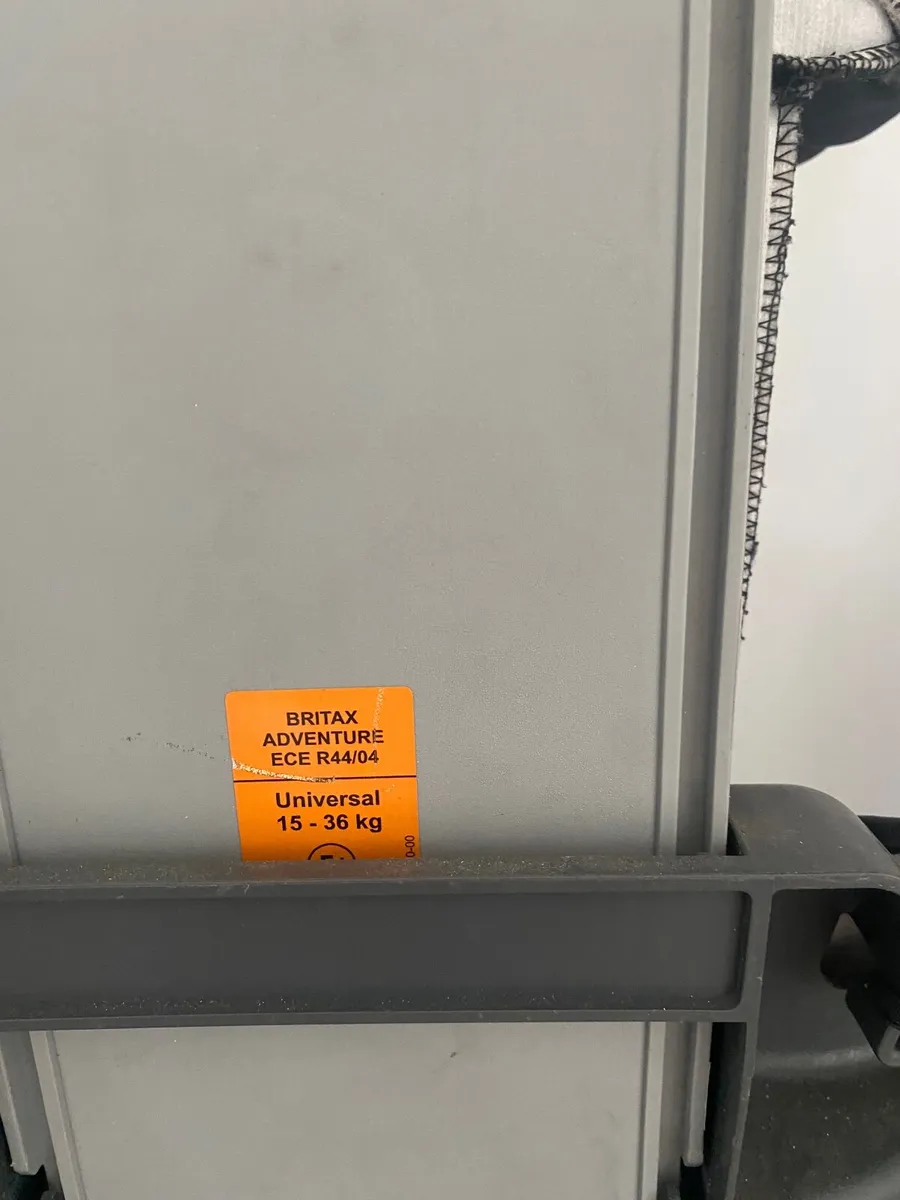 BRITAX
ADVENTURE
ECE R44/04
Universal
15 - 36 kg